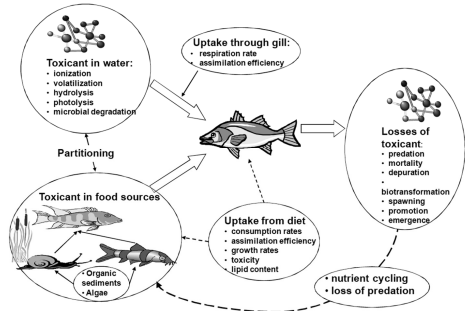 Toxicant in water:
• ionization
• volatilization
• hydrolysis
• photolysis
• microbial degradation
Uptake through gill:
• respiration rate
• assimilation efficiency
Losses of
toxicant:
• predation
• mortality
• depuration
•
biotransformation
• spawning
• promotion
• emergence
Partitioning
Toxicant in food sources
• Organic
sediments
• Algae
Uptake from diet
• consumption rates
• assimilation efficiency
• growth rates
• toxicity
• lipid content
• nutrient cycling
• loss of predation